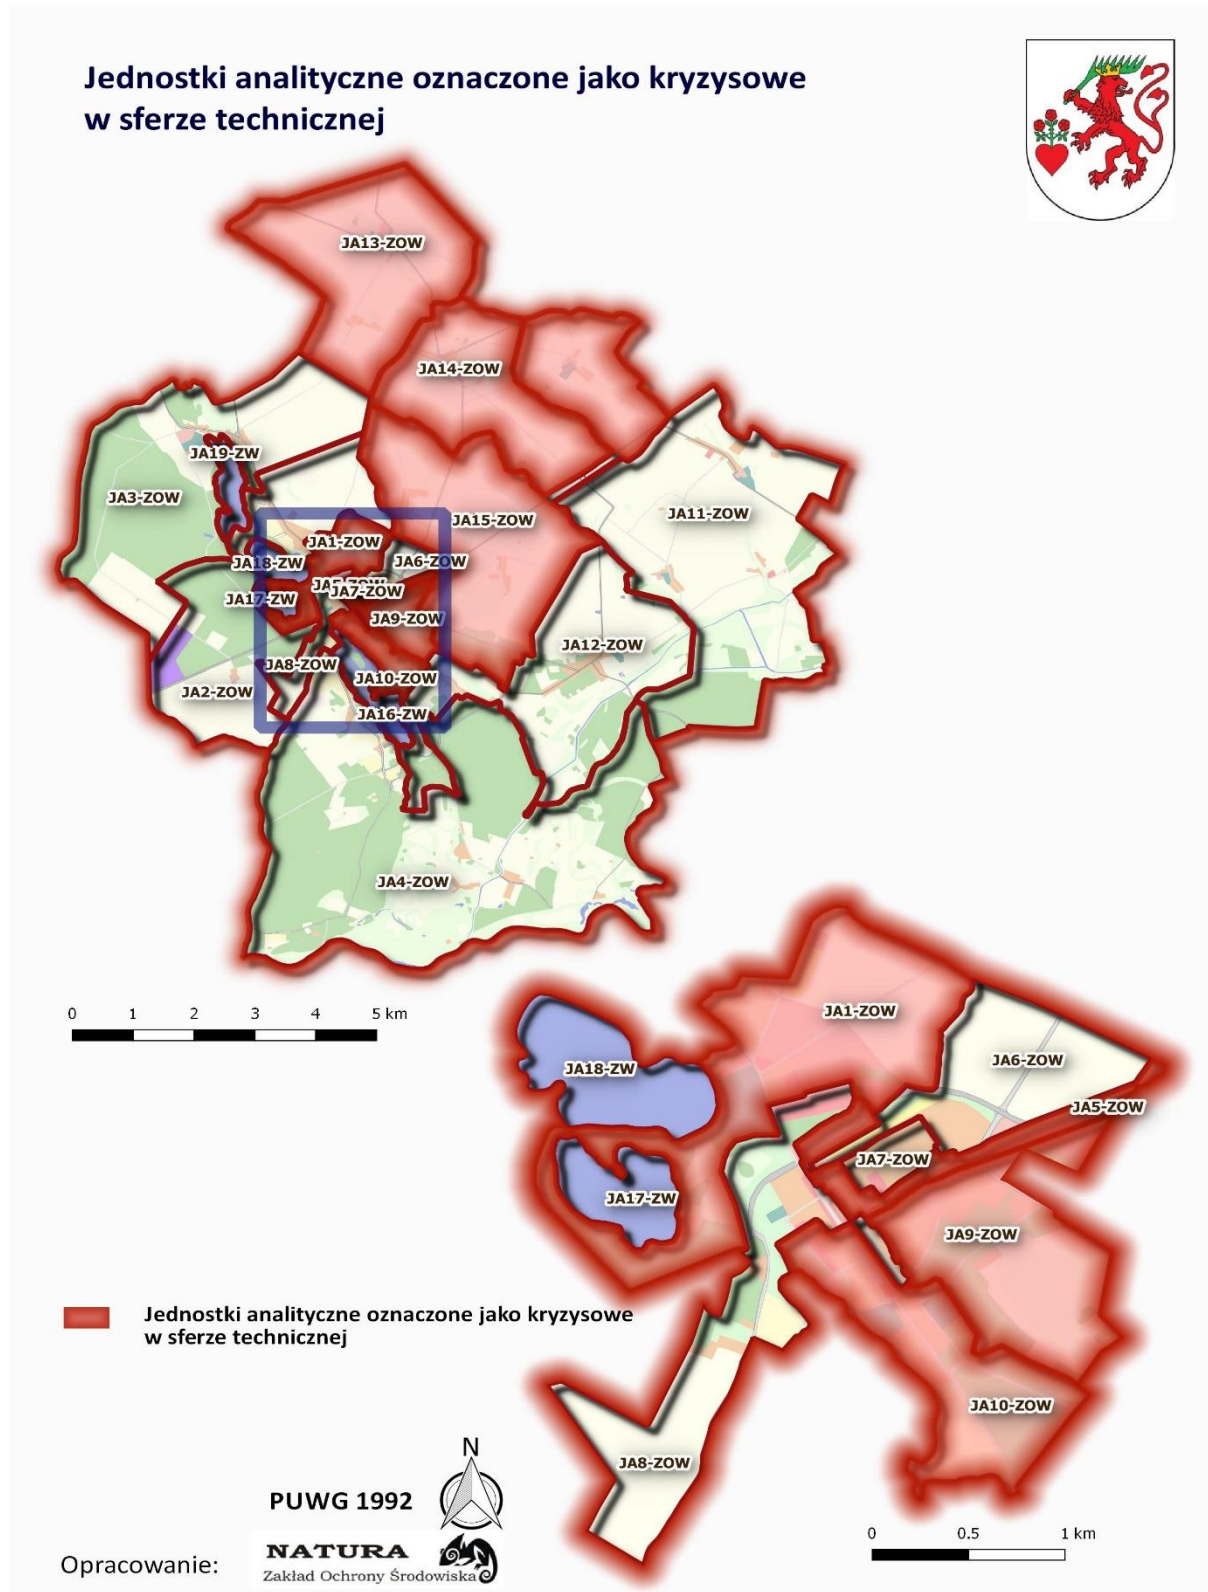 Jednostki analityczne oznaczone jako kryzysowe
w sferze technicznej
JA13-ZOW
JA14-ZOW
JA19-ZW
JA3-ZOW
JA15-ZOW
JA11-ZOW
JA1-ZOW
JA18-ZW
JA6-ZOW
JA7-ZOW
JA17-ZW
JA9-ZOW
JA12-ZOW
JA8-ZOW
JA10-ZOW
JA2-ZOW
JA16-ZW
JA4-ZOW
0 1 2 3 4 5 km
JA1-ZOW
JA18-ZW
JA6-ZOW
JA5-ZOW
JA7-ZOW
JA17-ZW
JA9-ZOW
JA10-ZOW
JA8-ZOW
Jednostki analityczne oznaczone jako kryzysowe
w sferze technicznej
N
PUWG 1992
0 0.5 1 km
Opracowanie:
NATURA
Zakład Ochrony Środowiska